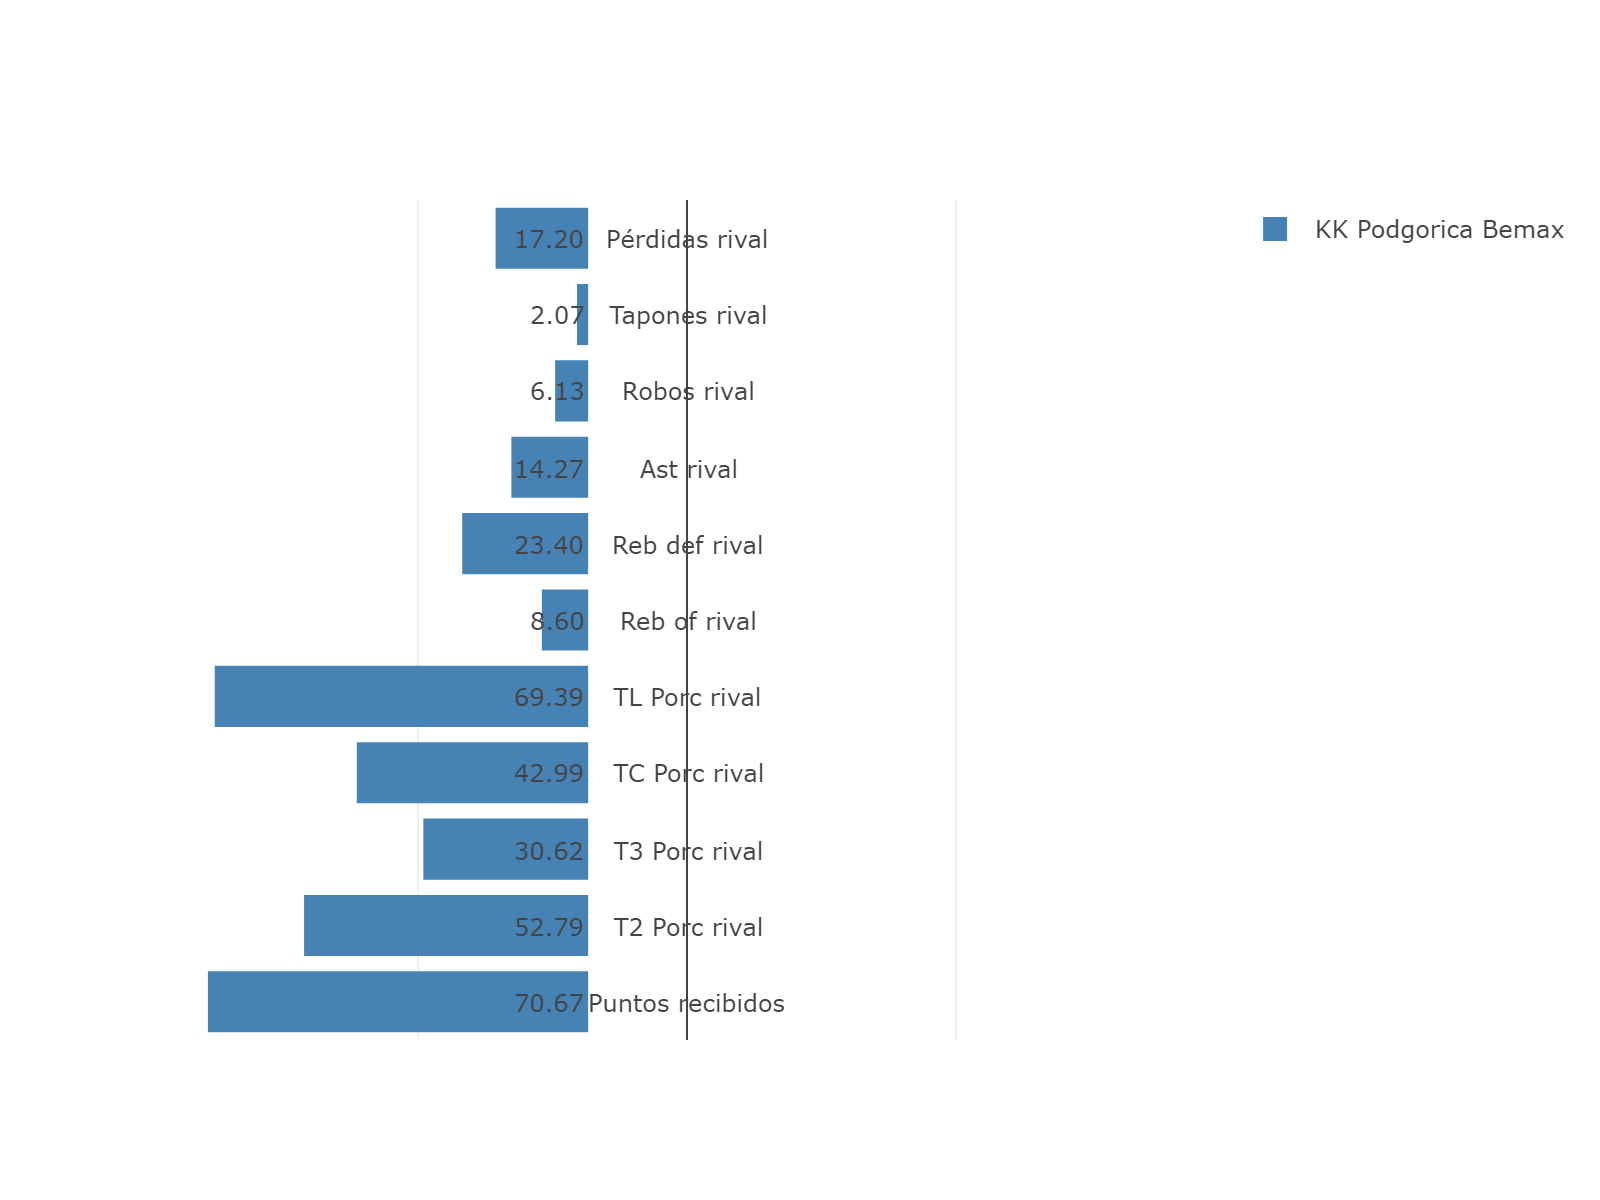 17.20 Pérdidas rival
KK Podgorica Bemax
2.07 Tapones rival
6.13 Robos rival
14.27 Ast rival
23.40 Reb def rival
8.60 Reb of rival
69.39 TL Porc rival
42.99 TC Porc rival
30.62 T3 Porc rival
52.79 T2 Porc rival
70.67 Puntos recibidos